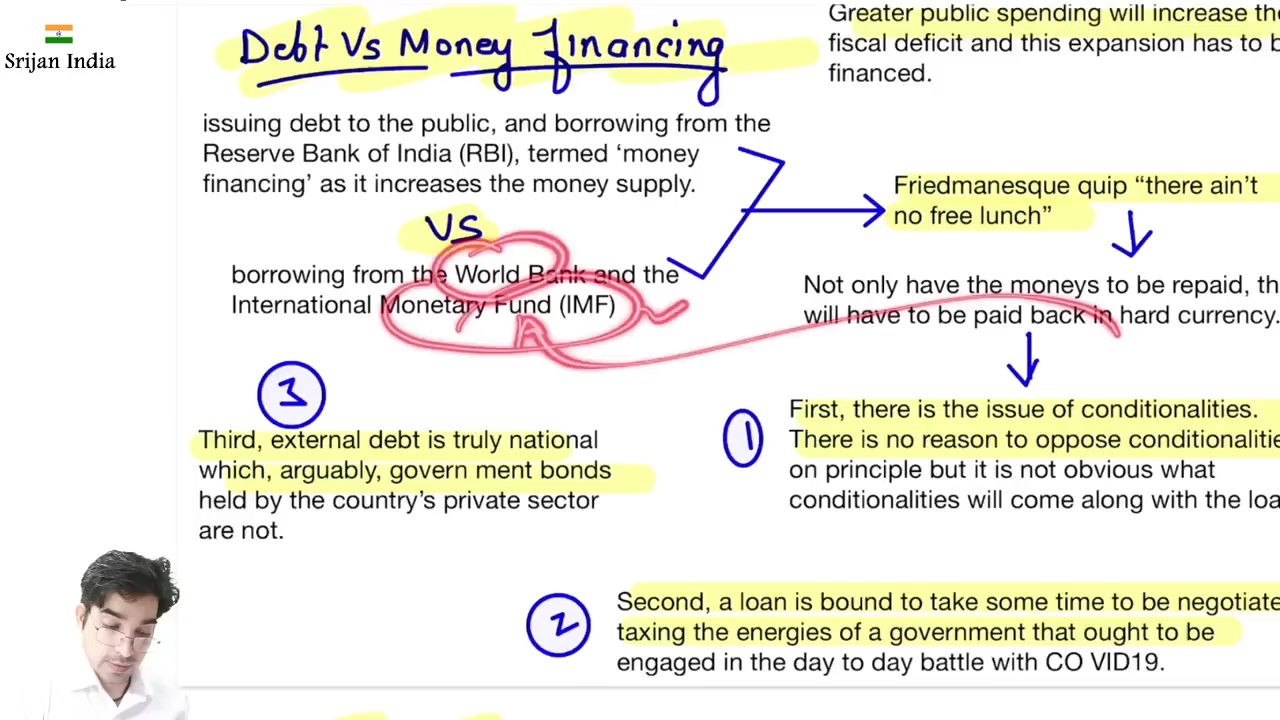 Srijan India
Debt Vs Money Financing
issuing debt to the public, and borrowing from the
Reserve Bank of India (RBI), termed ‘money
financing’ as it increases the money supply.
VS
borrowing from the World Bank and the
International Monetary Fund (IMF)
Greater public spending will increase the
fiscal deficit and this expansion has to
financed.
Friedmanesque quip “there ain’t
no free lunch”
Not only have the moneys to be repaid,
will have to be paid back in hard currency.
1
First, there is the issue of conditionalities.
There is no reason to oppose
on principle but it is not obvious what
conditionalities will come along with the
2
Second, a loan is bound to take some time to be
taxing the energies of a government that ought to be
engaged in the day to day battle with CO VID19.
3
Third, external debt is truly national
which, arguably, govern ment bonds
held by the country’s private sector
are not.